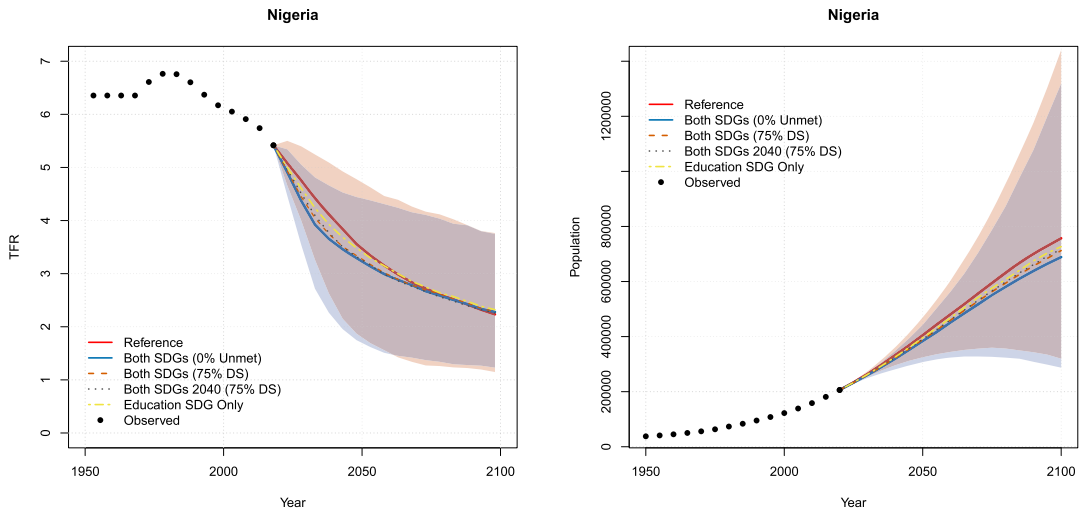 Nigeria
7
6
5
4
3
2
1
0
TFR
Reference
Both SDGs (0% Unmet)
Both SDGs (75% DS)
Both SDGs 2040 (75% DS)
Education SDG Only
Observed
1950
2000
2050
2100
Year
Nigeria
1200000
800000
600000
400000
200000
0
Population
Reference
Both SDGs (0% Unmet)
Both SDGs (75% DS)
Both SDGs 2040 (75% DS)
Education SDG Only
Observed
1950
2000
2050
2100
Year